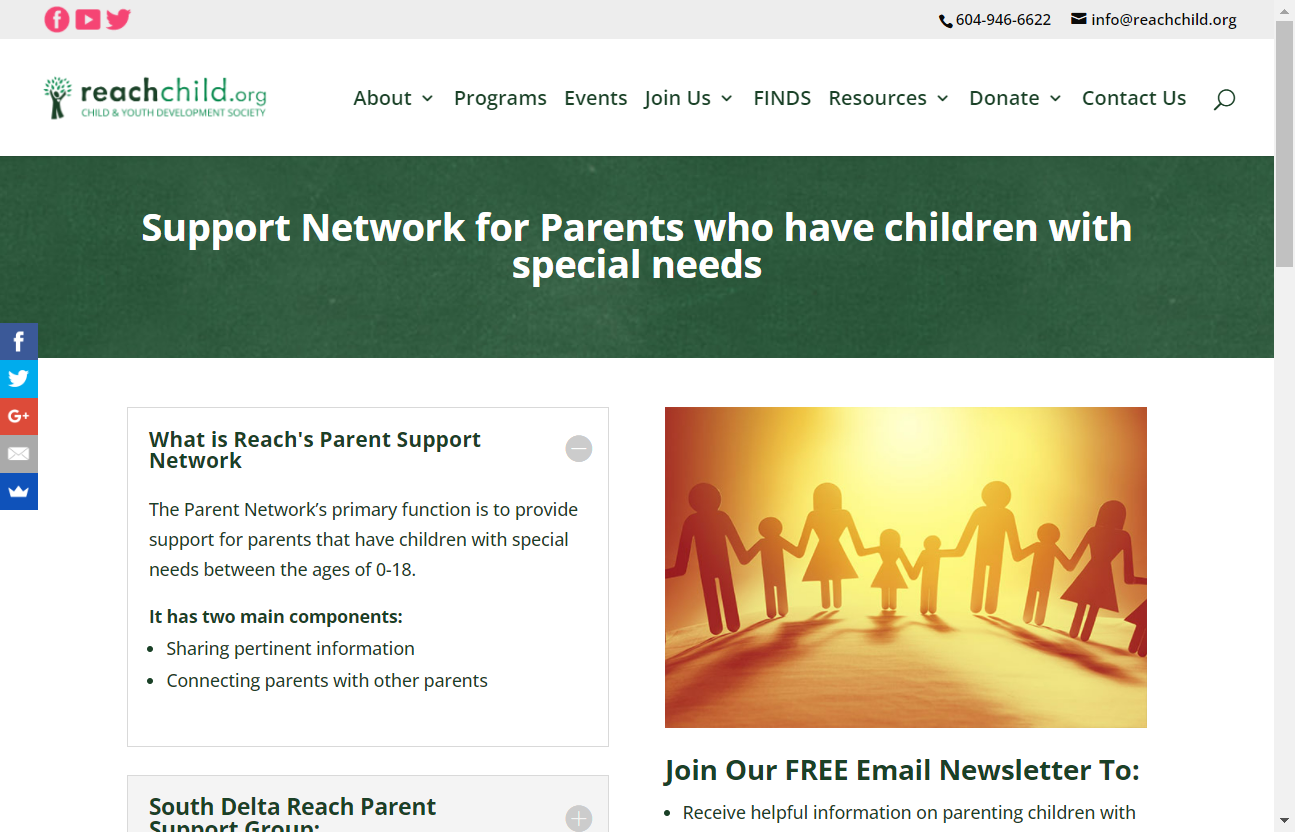 604-946-6622 info@reachchild.org
reachchild.org
CHILD & YOUTH DEVELOPMENT SOCIETY
About Programs Events Join Us FINDS Resources Donate Contact Us
Support Network for Parents who have children with
special needs
What is Reach's Parent Support
Network
The Parent Network’s primary function is to provide
support for parents that have children with special
needs between the ages of 0-18.
It has two main components:
• Sharing pertinent information
• Connecting parents with other parents
South Delta Reach Parent
Support Group:
Join Our FREE Email Newsletter To:
• Receive helpful information on parenting children with